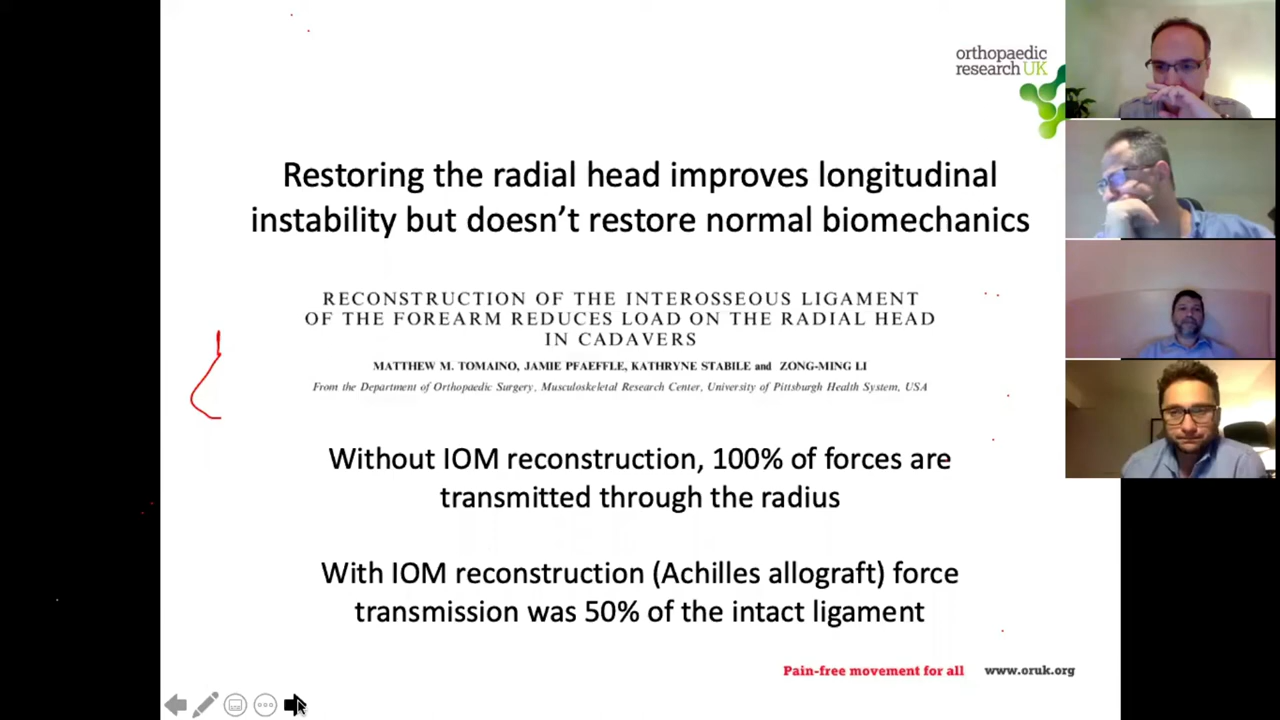 orthopaedic
research UK
Restoring the radial head improves longitudinal
instability but doesn’t restore normal biomechanics
RECONSTRUCTION OF THE INTEROSSEOUS LIGAMENT
OF THE FOREARM REDUCES LOAD ON THE RADIAL HEAD
IN CADAVERS
MATTHEW M. TOMAINO, JAMIE PFAEFFLE, KATHRYNE STABILE and ZONG-MING LI
From the Department of Orthopaedic Surgery, Musculoskeletal Research Center, University of Pittsburgh Health System, USA
Without IOM reconstruction, 100% of forces are
transmitted through the radius
With IOM reconstruction (Achilles allograft) force
transmission was 50% of the intact ligament
Pain-free movement for all www.oruk.org